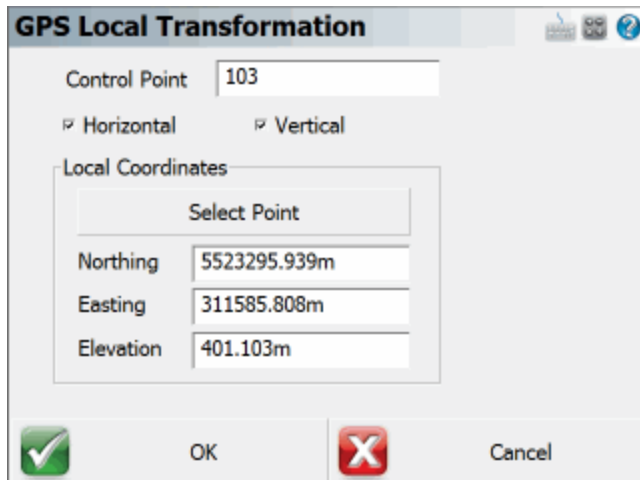 GPS Local Transformation
Control Point 103
Horizontal Vertical
Local Coordinates
Select Point
Northing 5523295.939m
Easting 311585.808m
Elevation 401.103m
OK Cancel